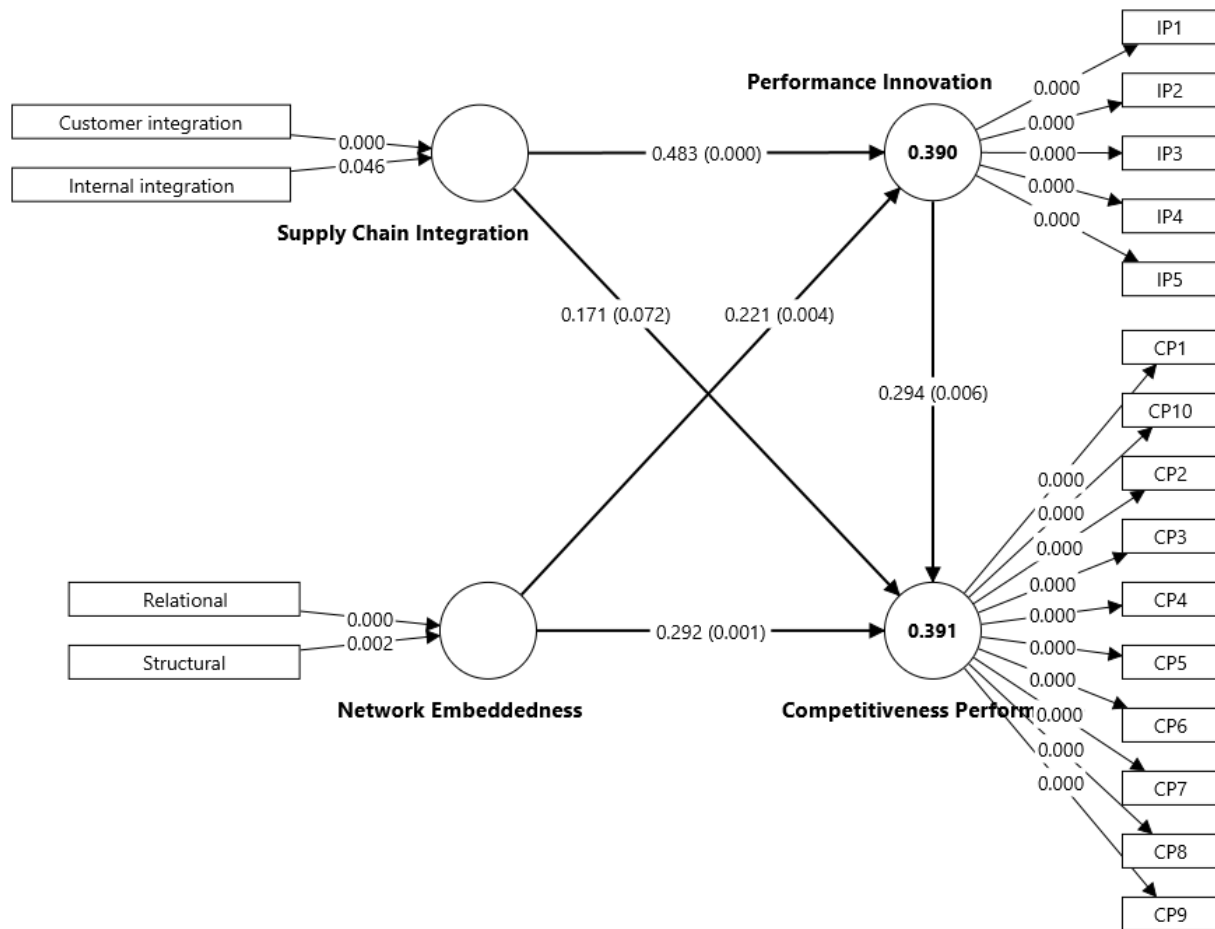 IP1
Performance Innovation
0.000
IP2
Customer integration
0.000
0.000
0.046
0.483 (0.000)
0.390
0.000
IP3
Internal integration
0.000
IP4
0.000
Supply Chain Integration
IP5
0.171 (0.072)
0.221 (0.004)
CP1
0.294 (0.006)
CP10
0.000
CP2
0.000
0.000
CP3
0.000
Relational
0.000
CP4
0.000
0.292 (0.001)
0.391
0.002
0.000
Structural
CP5
0.000
Network Embeddedness
Competitiveness Perform
0.000
CP6
0.000
0.000
CP7
CP8
CP9